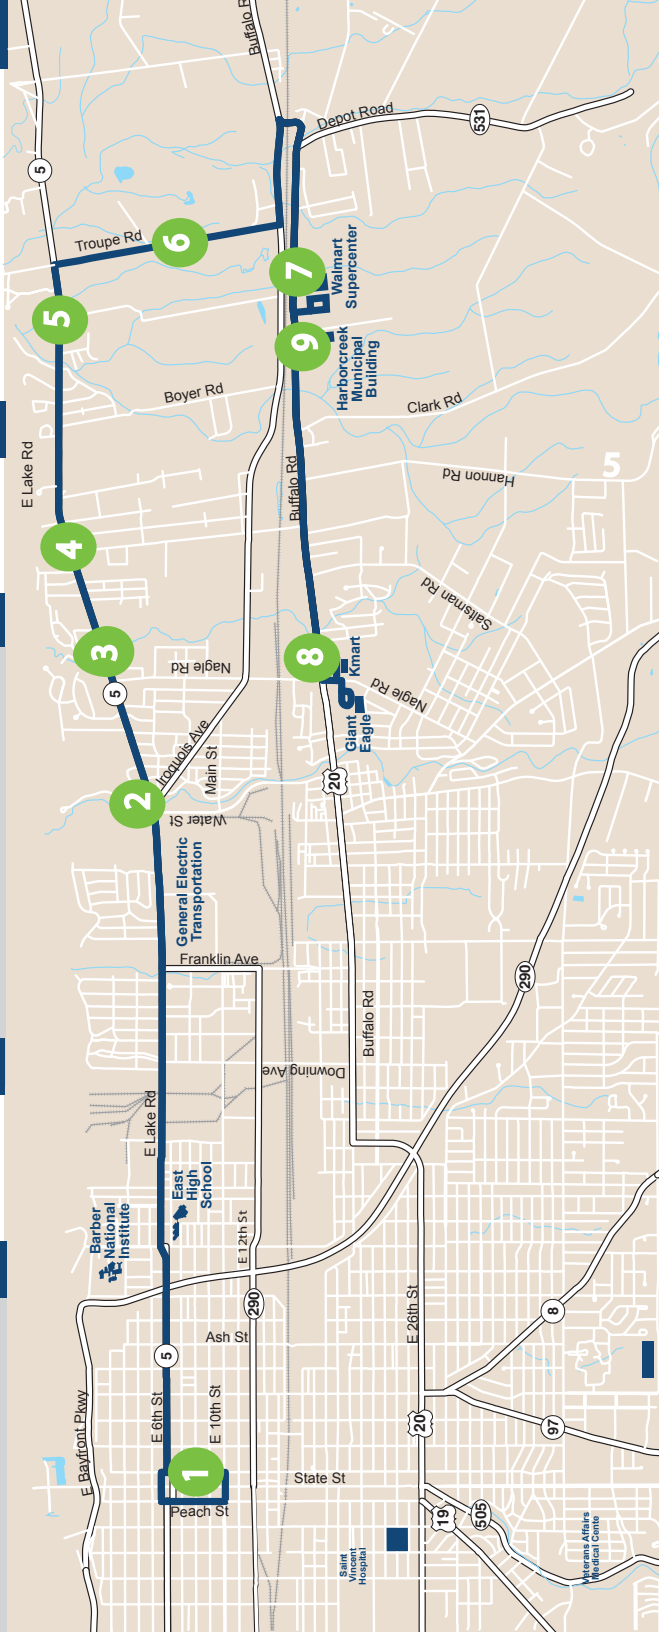 Buffalo R
5
Depot Road
531
Troupe Rd
6
5
7
Walmart
Supercenter
9
Harborcreek
Municipal
Building
Boyer Rd
Clark Rd
E Lake Rd
Buffalo Rd
Hannon Rd
5
4
Saltsman Rd
3
Nagle Rd
8
Kmart
5
Nagle Rd
Giant
Eagle
Iroquois Ave
Main St
20
2
Water St
General Electric
Transportation
Franklin Ave
290
Buffalo Rd
Downing Ave
E Lake Rd
East
High
School
Barber
National
Institute
E 12th St
290
E 26th St
8
Ash St
5
E Bayfront Pkwy
E 6th St
E 10th St
20
97
1
State St
Peach St
19
505
Saint
Vincent
Hospital
Veterans Affairs
Medical Cente